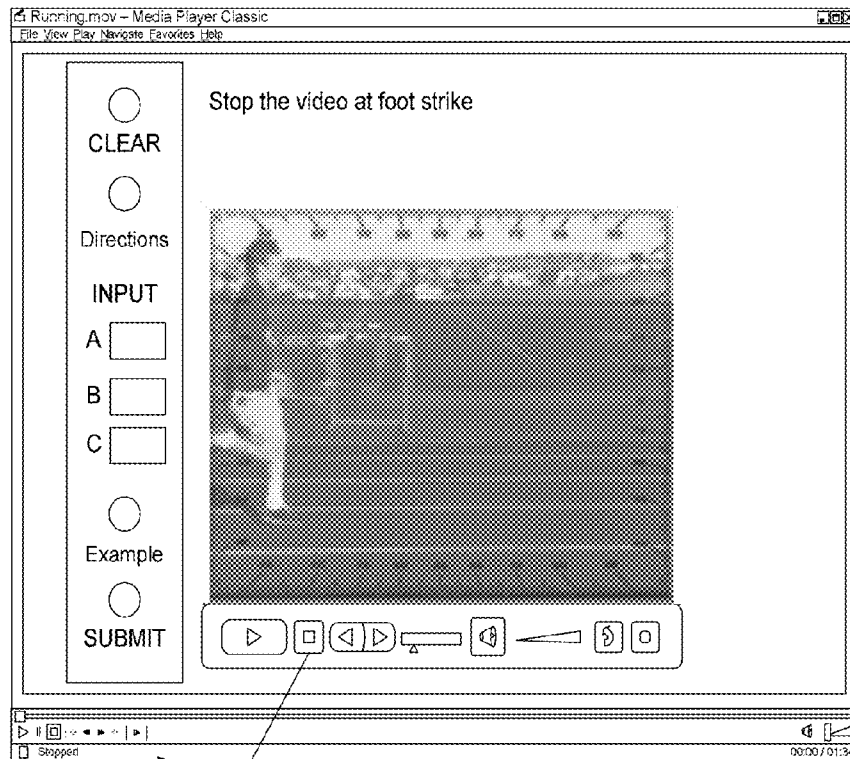 Running.mov – Media Player Classic
File View Play Navigate Favorites Help
Stop the video at foot strike
CLEAR
Directions
INPUT
A
B
C
Example
SUBMIT
Stopped
00:00 / 01:34